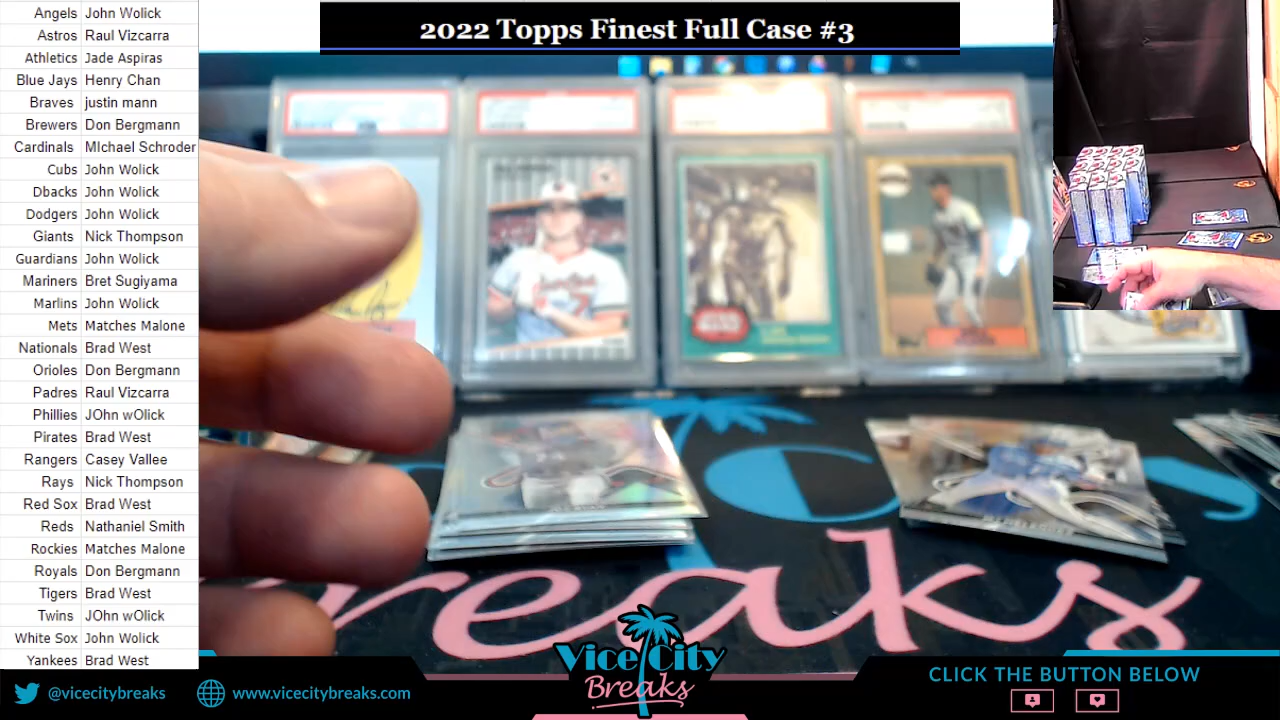 2022 Topps Finest Full Case #3
Angels John Wolick
Astros Raul Vizcarra
Athletics Jade Aspiras
Blue Jays Henry Chan
Braves justin mann
Brewers Don Bergmann
Cardinals MIchael Schroder
Cubs John Wolick
Dbacks John Wolick
Dodgers John Wolick
Giants Nick Thompson
Guardians John Wolick
Mariners Bret Sugiyama
Marlins John Wolick
Mets Matches Malone
Nationals Brad West
Orioles Don Bergmann
Padres Raul Vizcarra
Phillies JOhn wOlick
Pirates Brad West
Rangers Casey Vallee
Rays Nick Thompson
Red Sox Brad West
Reds Nathaniel Smith
Rockies Matches Malone
Royals Don Bergmann
Tigers Brad West
Twins JOhn wOlick
White Sox John Wolick
Yankees Brad West
STAR WARS
Breaks
Vice City
Breaks
@vicecitybreaks
www.vicecitybreaks.com
CLICK THE BUTTON BELOW